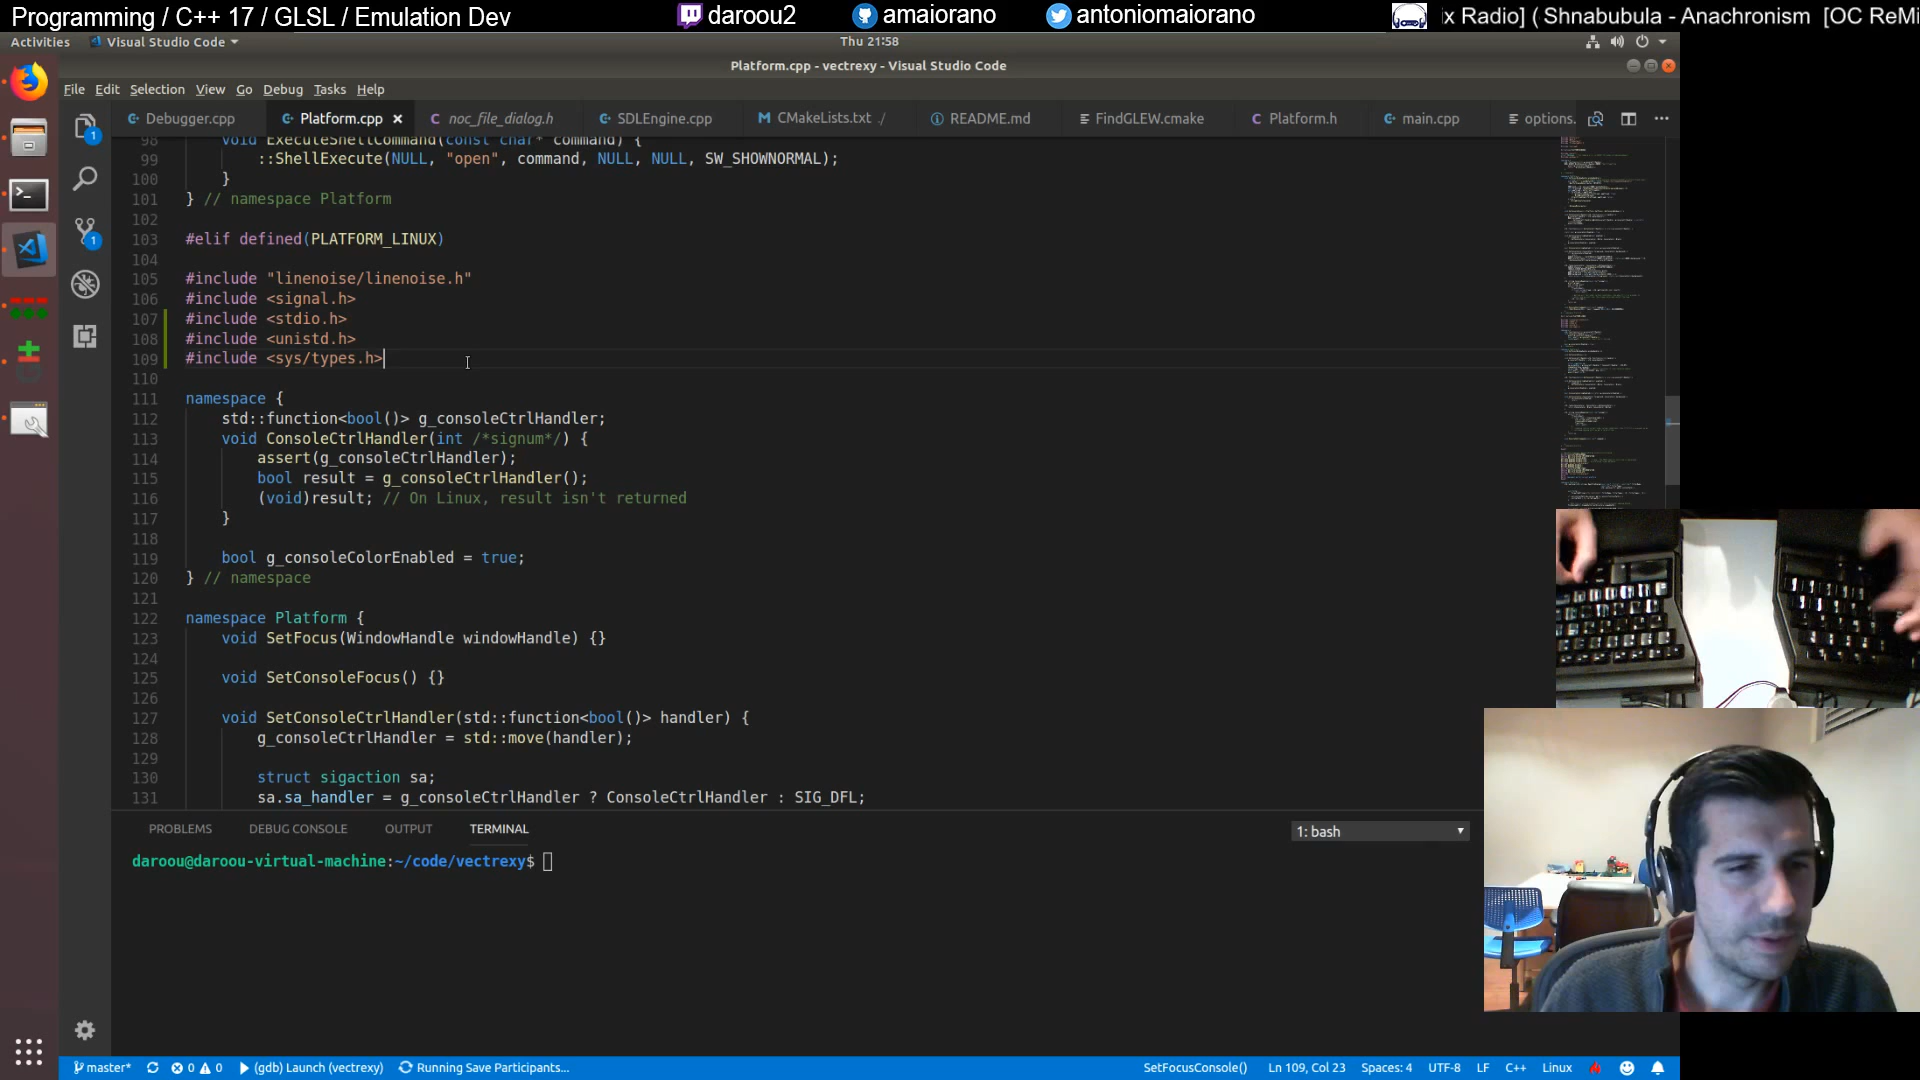 Programming / C++ 17 / GLSL / Emulation Dev
daroou2
amaiorano
antoniomaiorano
x Radio] ( Shnabubula - Anachronism [OC ReMi
Activities
Visual Studio Code
Thu 21:58
Platform.cpp - vectrexy - Visual Studio Code
File Edit Selection View Go Debug Tasks Help
Debugger.cpp
Platform.cpp
noc_file_dialog.h
SDLEngine.cpp
CMakeLists.txt ./
README.md
FindGLEW.cmake
Platform.h
main.cpp
options.
98 void ExecuteShellCommand(const char* command) {
99 ::ShellExecute(NULL, "open", command, NULL, NULL, SW_SHOWNORMAL);
100 }
101 } // namespace Platform
102
103 #elif defined(PLATFORM_LINUX)
104
105 #include "linenoise/linenoise.h"
106 #include <signal.h>
107 #include <stdio.h>
108 #include <unistd.h>
109 #include <sys/types.h>
110
111 namespace {
112 std::function<bool()> g_consoleCtrlHandler;
113 void ConsoleCtrlHandler(int /*signum*/) {
114 assert(g_consoleCtrlHandler);
115 bool result = g_consoleCtrlHandler();
116 (void)result; // On Linux, result isn't returned
117 }
118
119 bool g_consoleColorEnabled = true;
120 } // namespace
121
122 namespace Platform {
123 void SetFocus(WindowHandle windowHandle) {}
124
125 void SetConsoleFocus() {}
126
127 void SetConsoleCtrlHandler(std::function<bool()> handler) {
128 g_consoleCtrlHandler = std::move(handler);
129
130 struct sigaction sa;
131 sa.sa_handler = g_consoleCtrlHandler ? ConsoleCtrlHandler : SIG_DFL;
PROBLEMS
DEBUG CONSOLE
OUTPUT
TERMINAL
1: bash
daroou@daroou-virtual-machine:~/code/vectrexy$
master*
0
0
(gdb) Launch (vectrexy)
Running Save Participants...
SetFocusConsole()
Ln 109, Col 23
Spaces: 4
UTF-8
LF
C++
Linux
1
1